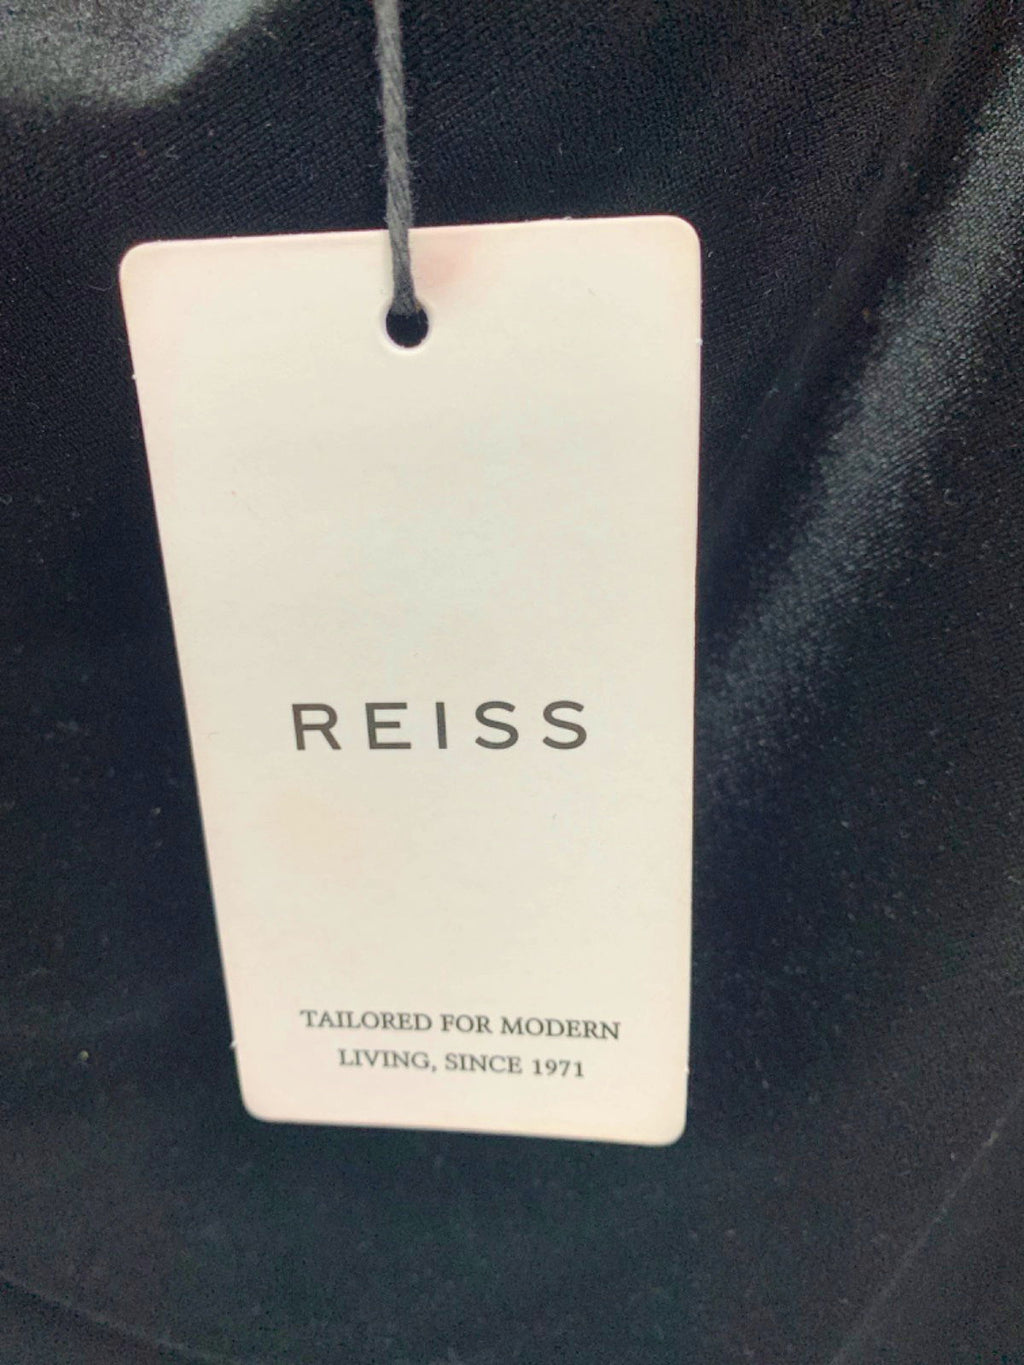 REISS
TAILORED FOR MODERN
LIVING, SINCE 1971